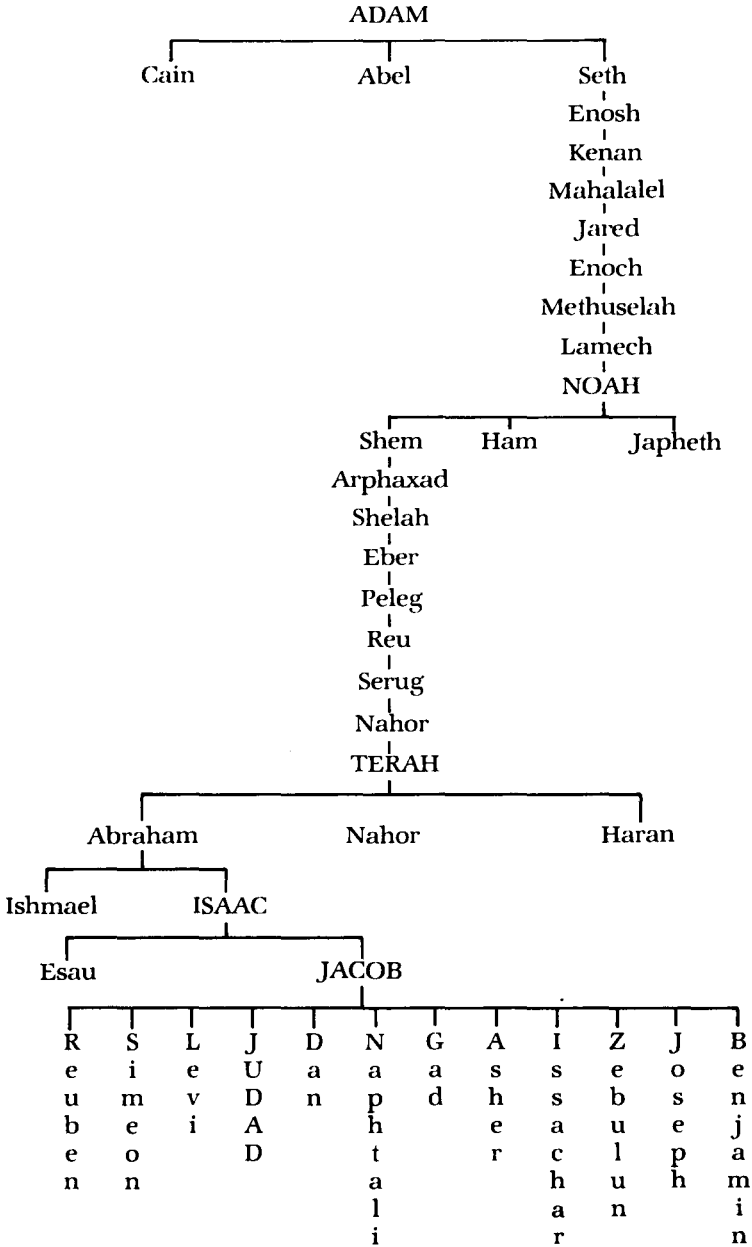 ADAM
Cain Abel Seth
Enosh
Kenan
Mahalalel
Jared
Enoch
Methuselah
Lamech
NOAH
Shem Ham Japheth
Arphaxad
Shelah
Eber
Peleg
Reu
Serug
Nahor
TERAH
Abraham Nahor Haran
Ishmael ISAAC
Esau JACOB
Reuben
Simeon
Levi
JUDAD
Dan
Naphtali
Gad
Asher
Issachar
Zebulun
Joseph
Benjamin